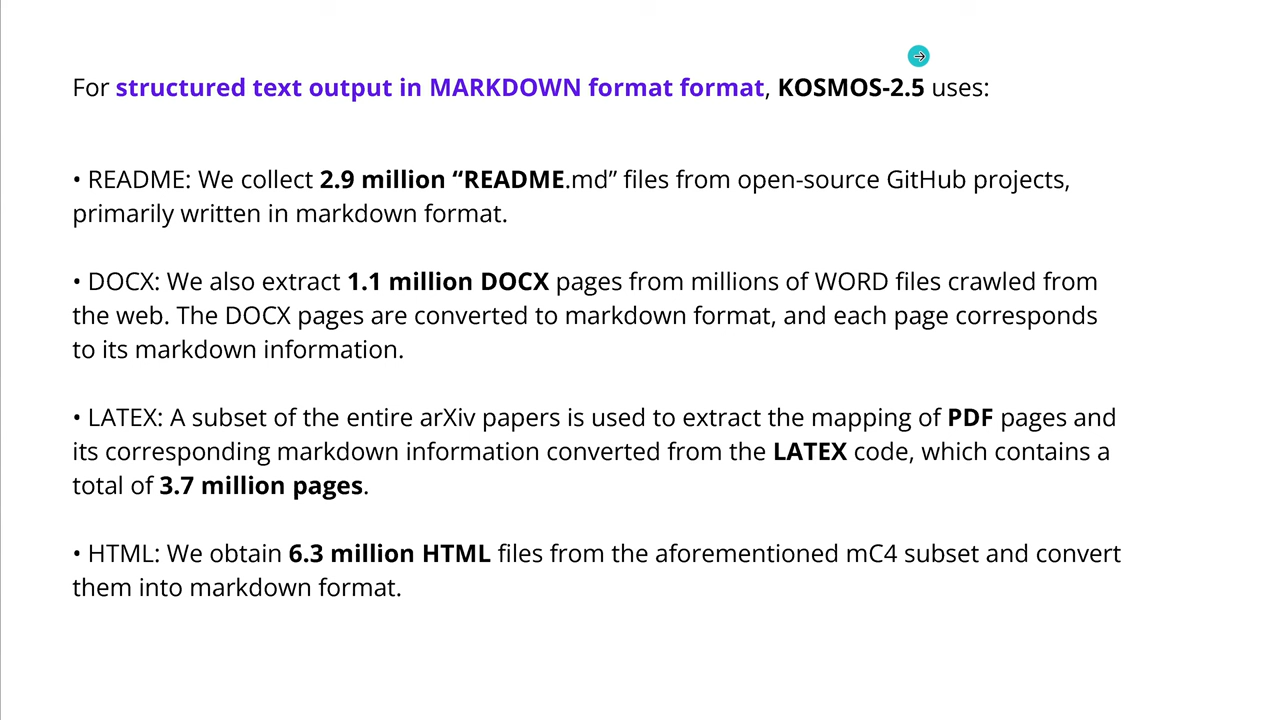 For structured text output in MARKDOWN format format, KOSMOS-2.5 uses:
• README: We collect 2.9 million “README.md” files from open-source GitHub projects,
primarily written in markdown format.
• DOCX: We also extract 1.1 million DOCX pages from millions of WORD files crawled from
the web. The DOCX pages are converted to markdown format, and each page corresponds
to its markdown information.
• LATEX: A subset of the entire arXiv papers is used to extract the mapping of PDF pages and
its corresponding markdown information converted from the LATEX code, which contains a
total of 3.7 million pages.
• HTML: We obtain 6.3 million HTML files from the aforementioned mC4 subset and convert
them into markdown format.